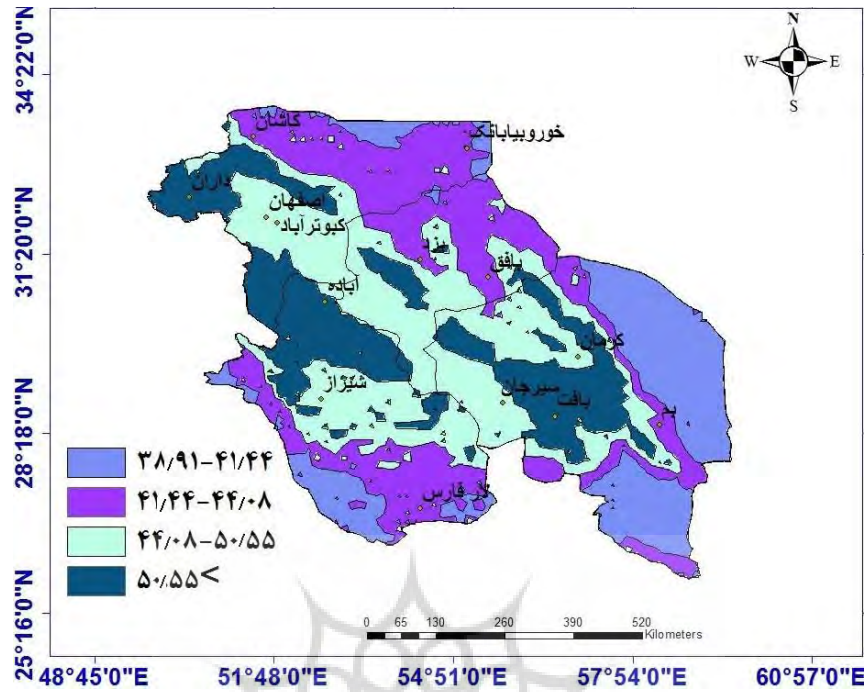 N
W E
S
34°22'0"N
31°20'0"N
28°18'0"N
25°16'0"N
کاشان
خوروبیابانک
داران
اصفهان
کبوترآباد
یزد
بافق
آباده
کرمان
شیراز
سیرجان
بافت
بم
لار فارس
۳۸/۹۱-۴۱/۴۴
۴۱/۴۴-۴۴/۰۸
۴۴/۰۸-۵۰/۵۵
۵۰/۵۵<
0 65 130 260 390 520
Kilometers
48°45'0"E 51°48'0"E 54°51'0"E 57°54'0"E 60°57'0"E